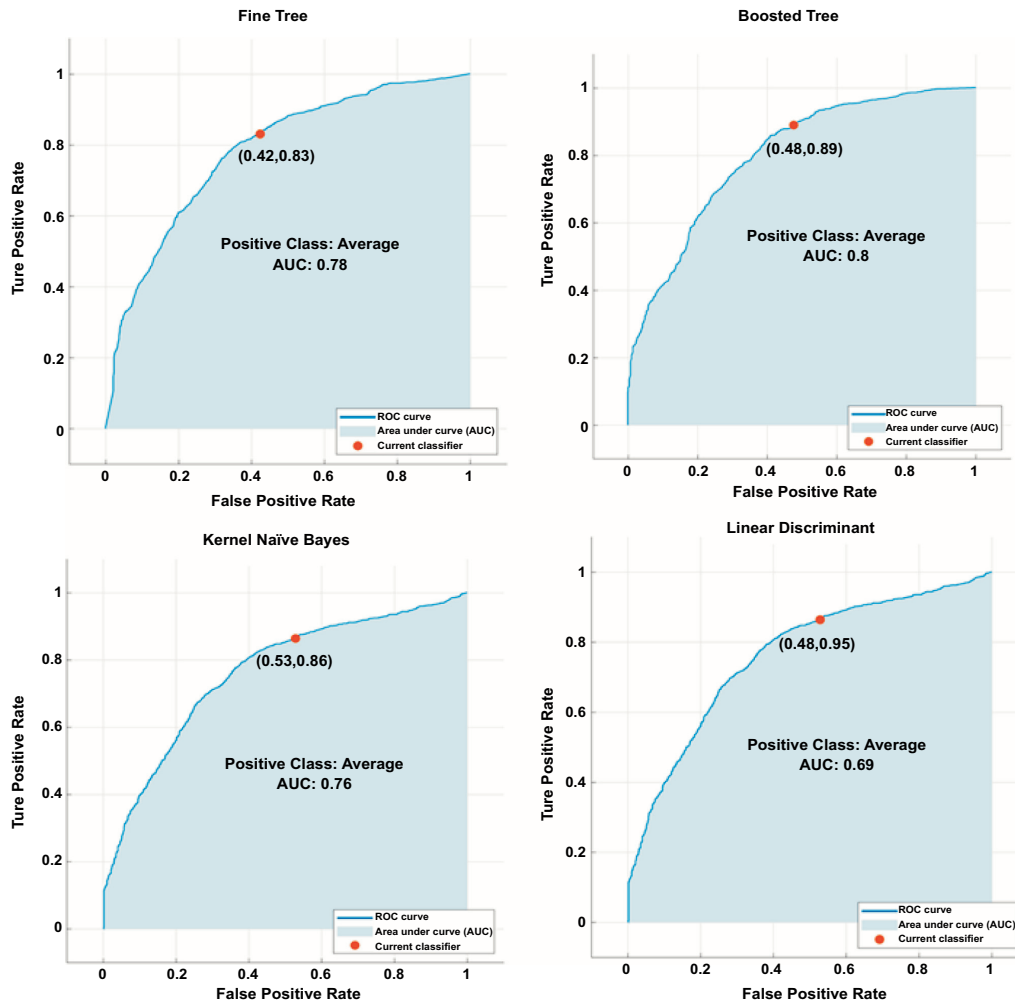 Fine Tree
Ture Positive Rate
1
0.8
0.6
0.4
0.2
0
(0.42,0.83)
Positive Class: Average
AUC: 0.78
ROC curve
Area under curve (AUC)
Current classifier
0 0.2 0.4 0.6 0.8 1
False Positive Rate
Boosted Tree
Ture Positive Rate
1
0.8
0.6
0.4
0.2
0
(0.48,0.89)
Positive Class: Average
AUC: 0.8
ROC curve
Area under curve (AUC)
Current classifier
0 0.2 0.4 0.6 0.8 1
False Positive Rate
Kernel Naïve Bayes
Ture Positive Rate
1
0.8
0.6
0.4
0.2
0
(0.53,0.86)
Positive Class: Average
AUC: 0.76
ROC curve
Area under curve (AUC)
Current classifier
0 0.2 0.4 0.6 0.8 1
False Positive Rate
Linear Discriminant
Ture Positive Rate
1
0.8
0.6
0.4
0.2
0
(0.48,0.95)
Positive Class: Average
AUC: 0.69
ROC curve
Area under curve (AUC)
Current classifier
0 0.2 0.4 0.6 0.8 1
False Positive Rate